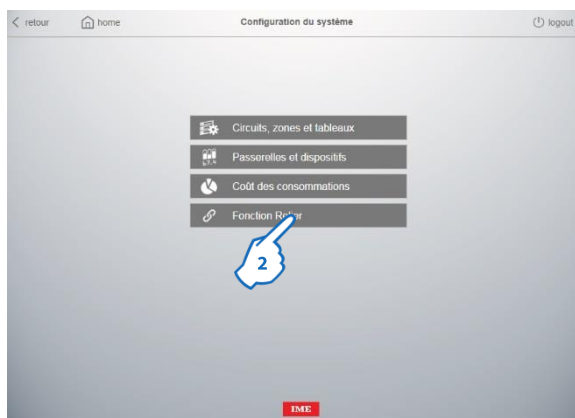 retour home Configuration du système logout
Circuits, zones et tableaux
Passerelles et dispositifs
Coût des consommations
Fonction Relier
2
IME